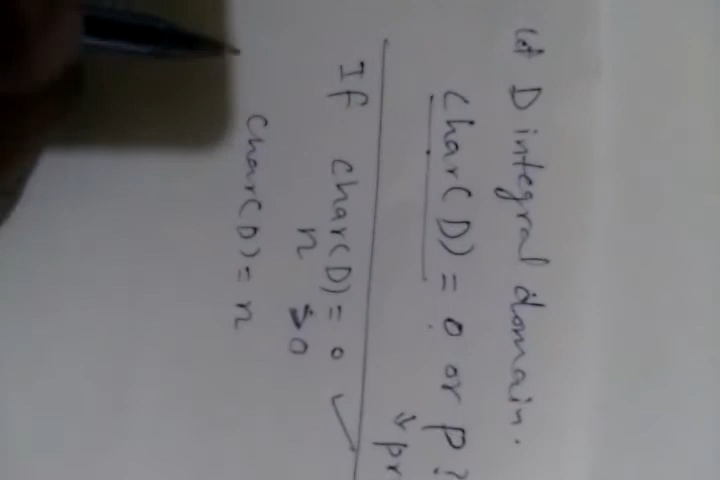 let D integral domain.
Char(D) = 0 or p?
↓ pr
If Char(D) = 0 ✓
n > 0
Char(D) = n